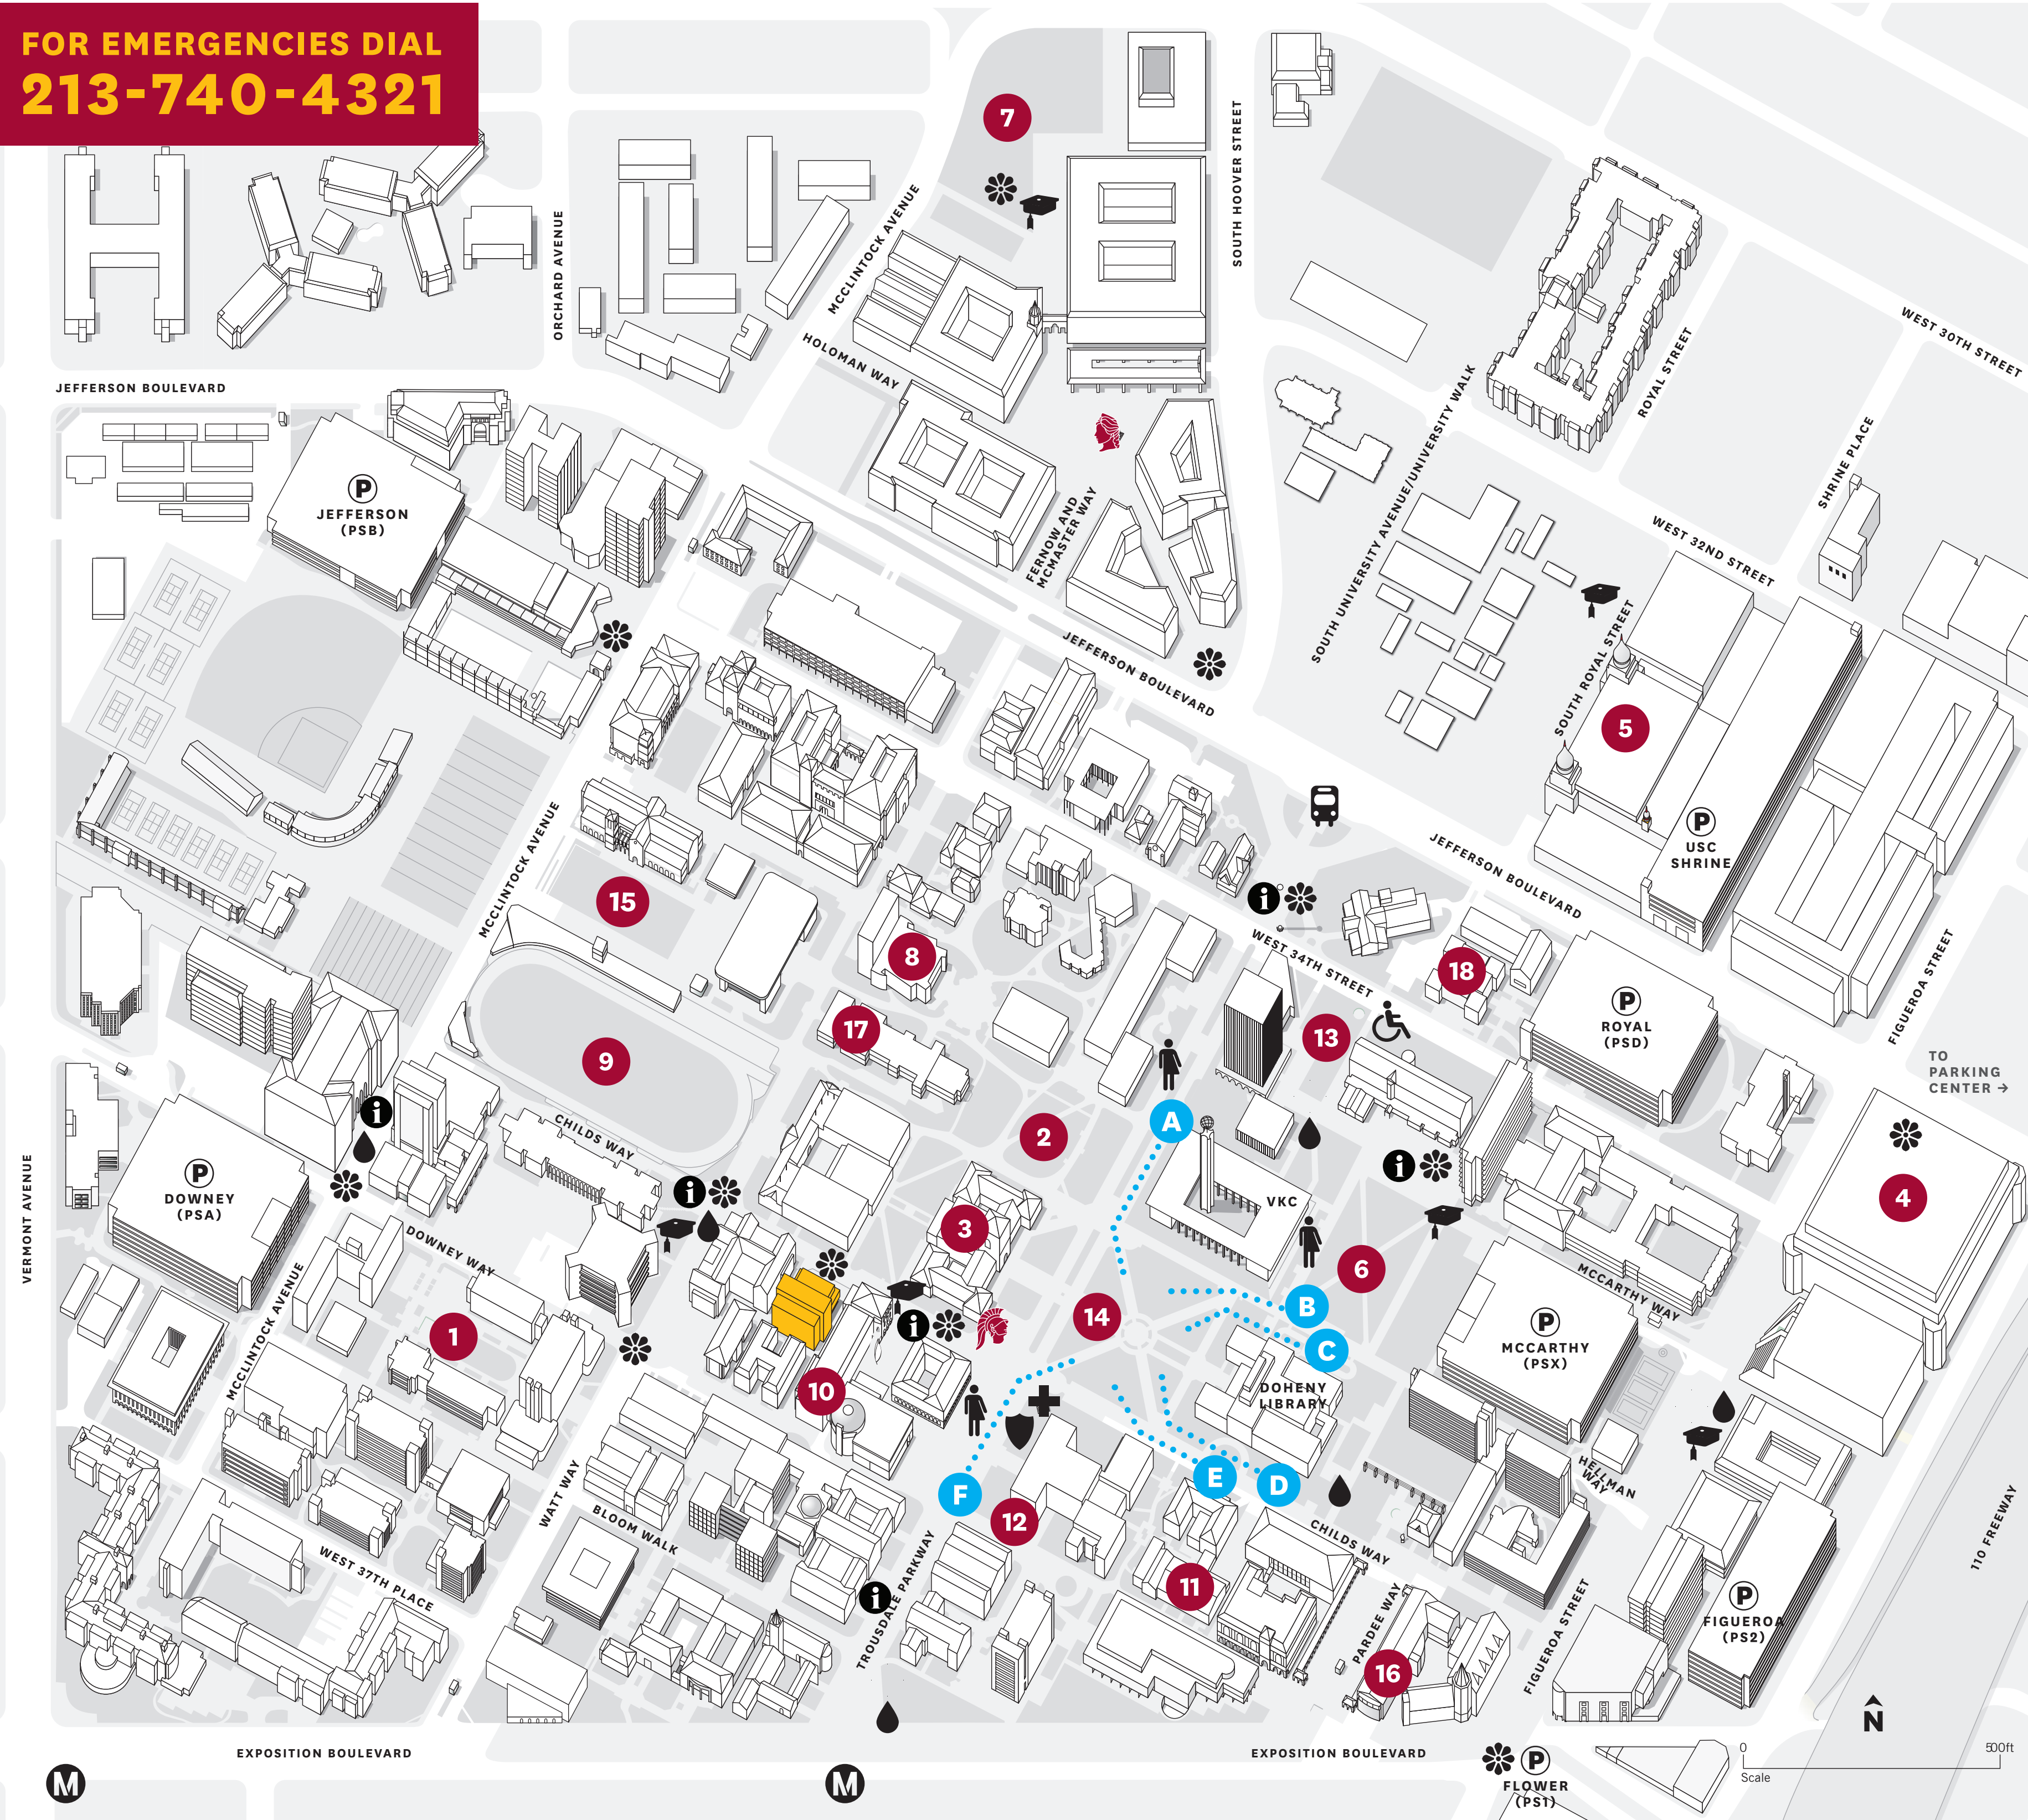 FOR EMERGENCIES DIAL
213-740-4321
7
SOUTH HOOVER STREET
MCCLINTOCK AVENUE
ORCHARD AVENUE
HOLOMAN WAY
JEFFERSON BOULEVARD
ROYAL STREET
WEST 30TH STREET
SHRINE PLACE
SOUTH UNIVERSITY AVENUE/UNIVERSITY WALK
P
JEFFERSON
(PSB)
FERNOW AND
MCMASTER WAY
WEST 32ND STREET
JEFFERSON BOULEVARD
SOUTH ROYAL STREET
5
P
USC
SHRINE
JEFFERSON BOULEVARD
MCCLINTOCK AVENUE
15
8
i
WEST 34TH STREET
18
FIGUEROA STREET
17
13
P
ROYAL
(PSD)
9
TO
PARKING
CENTER →
i
CHILDS WAY
2
A
VERMONT AVENUE
P
DOWNEY
(PSA)
i
i
VKC
4
3
DOWNEY WAY
6
MCCARTHY WAY
MCCLINTOCK AVENUE
1
i
14
B
C
P
MCCARTHY
(PSX)
10
DOHENY
LIBRARY
E
D
F
HELLMAN
WAY
WATT WAY
BLOOM WALK
12
CHILDS WAY
110 FREEWAY
WEST 37TH PLACE
i
TROUSDALE PARKWAY
11
PARDEE WAY
FIGUEROA STREET
P
FIGUEROA
(PS2)
16
N
EXPOSITION BOULEVARD
EXPOSITION BOULEVARD
0
500ft
Scale
M
M
P
FLOWER
(PS1)